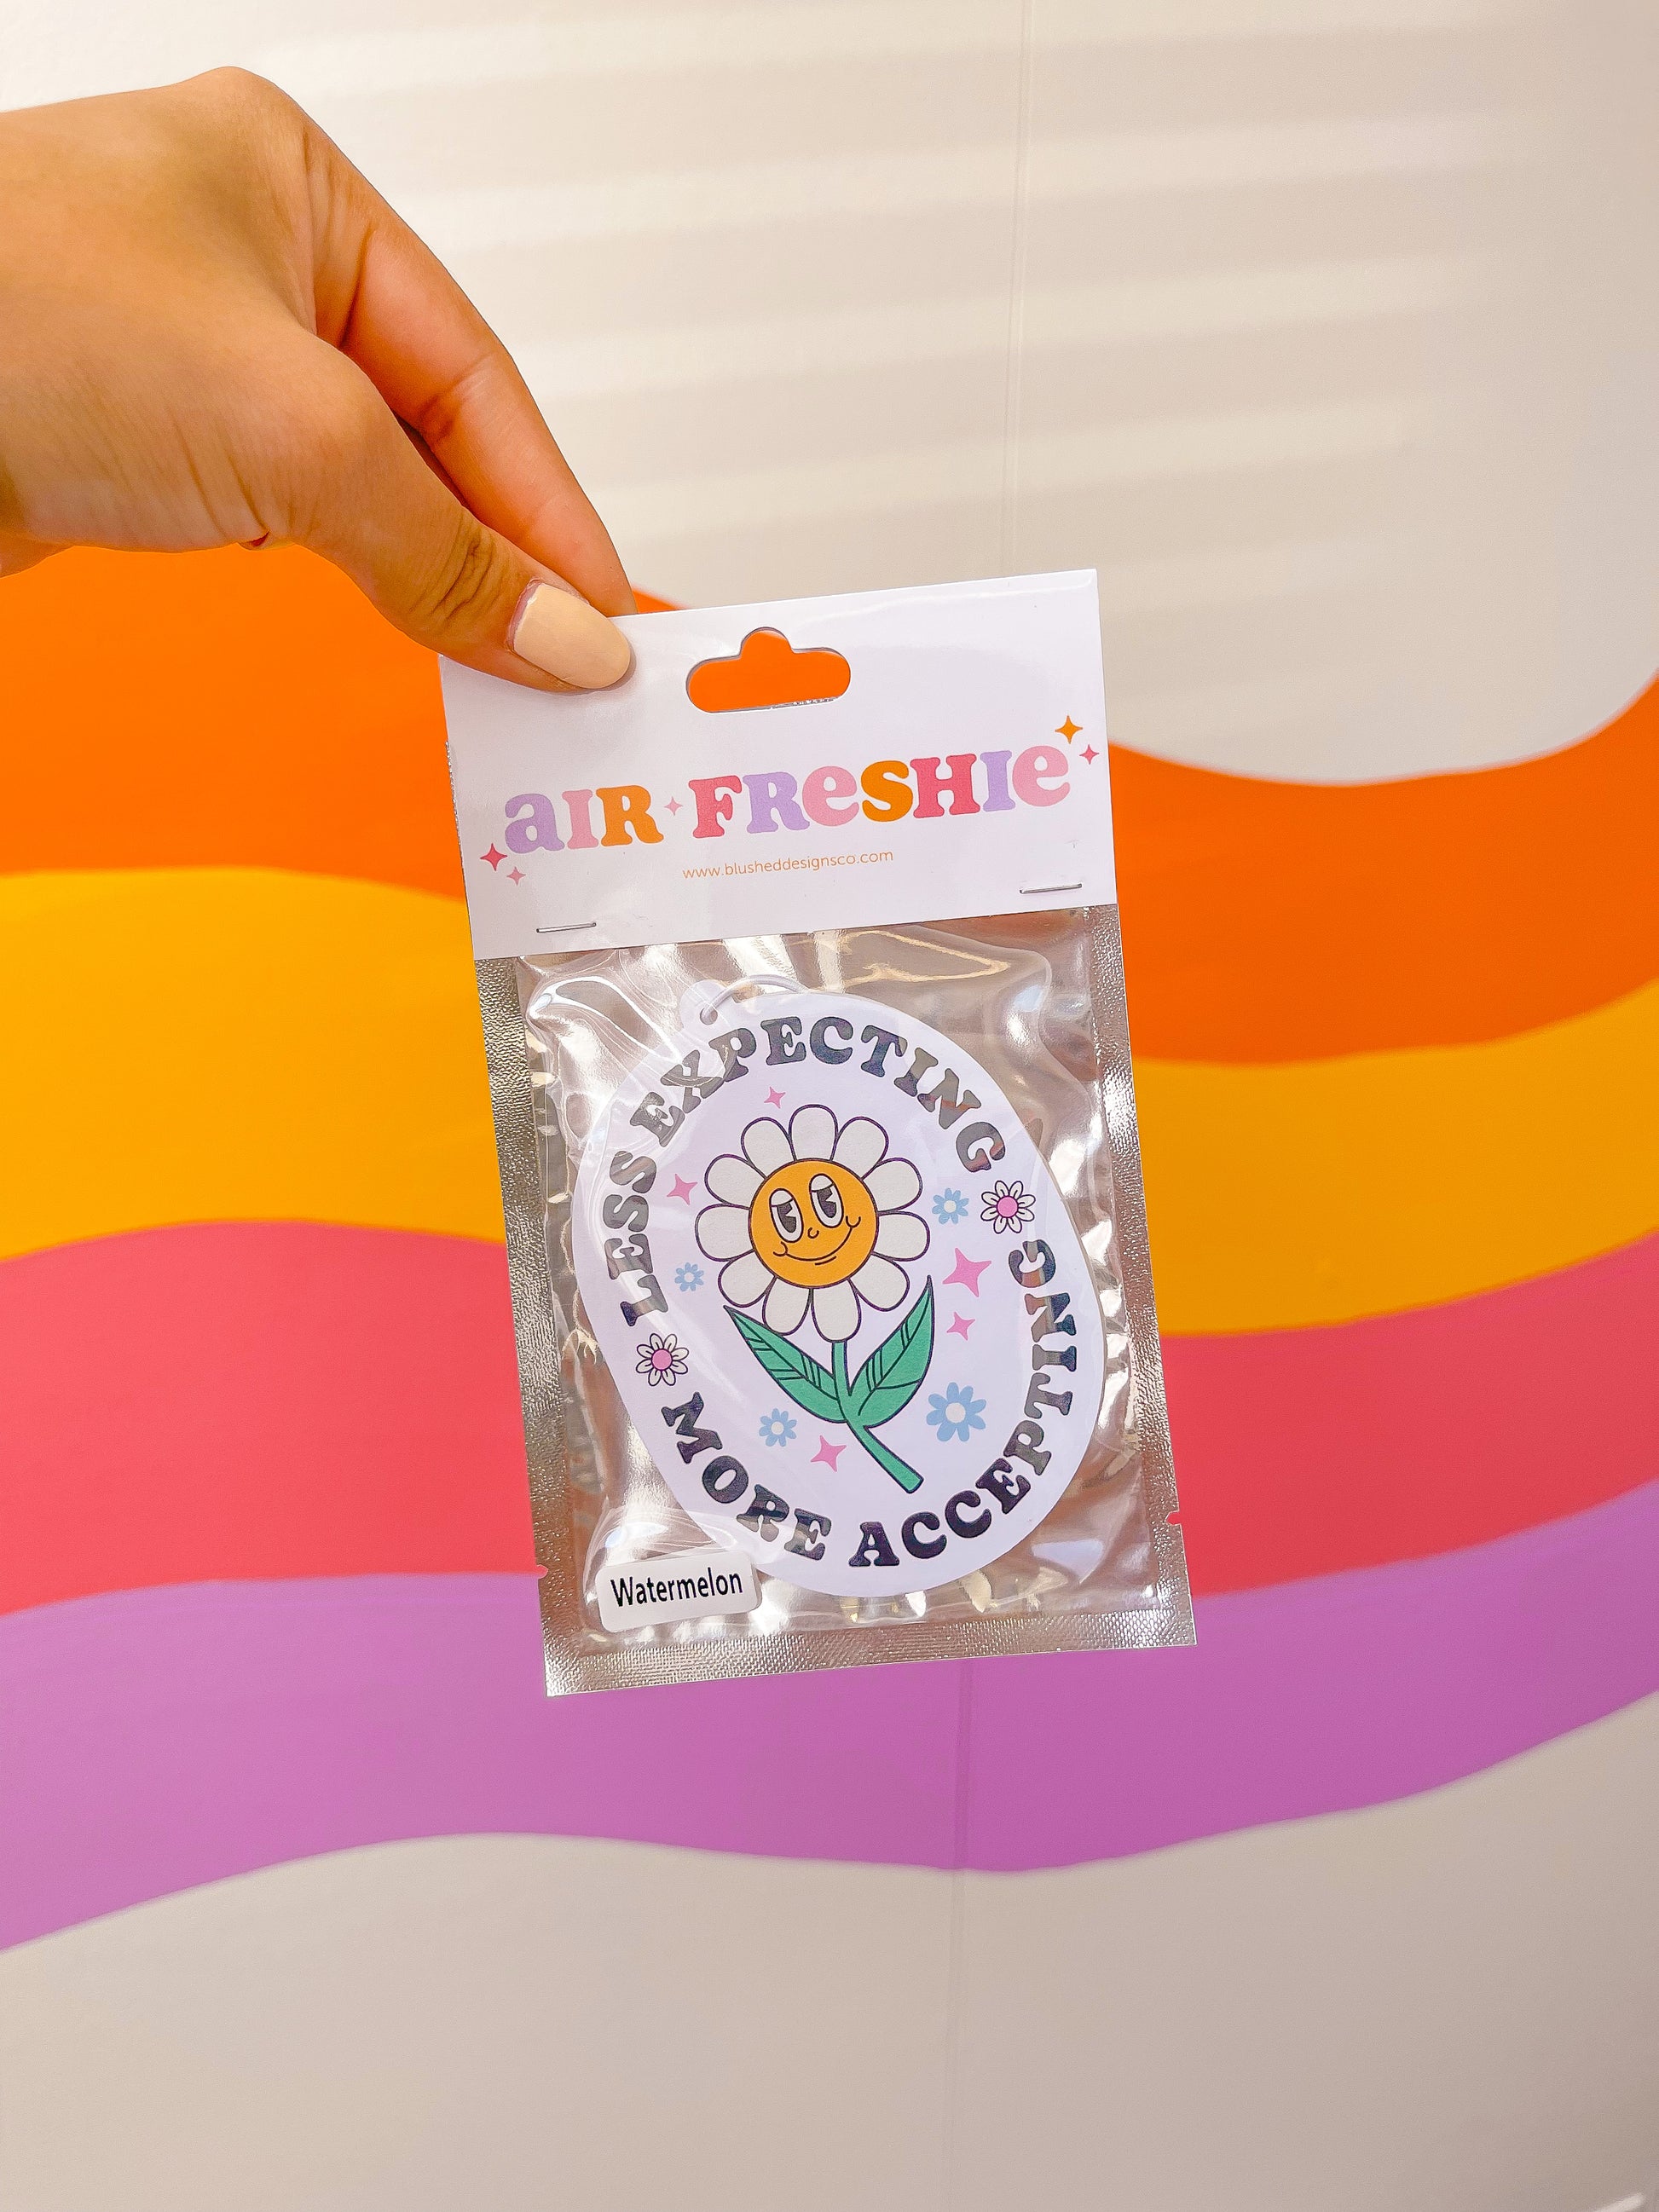 AIR FRESHIE
www.blusheddesignsco.com
LESS EXPECTING
MORE ACCEPTING
Watermelon